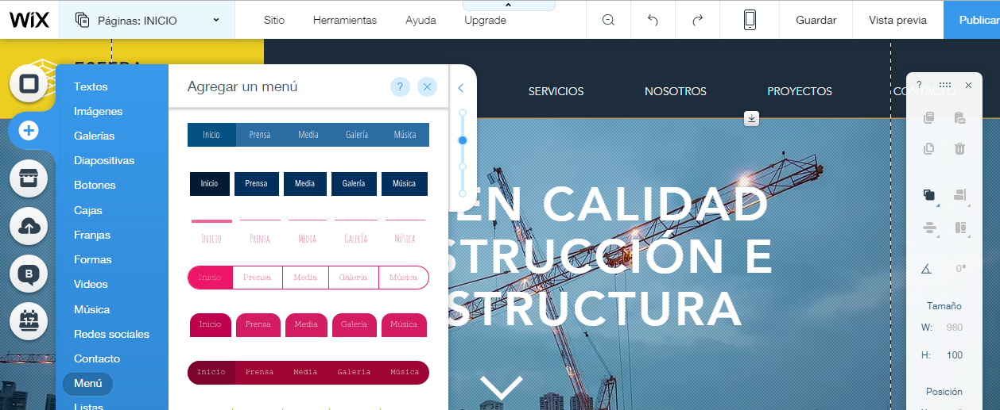 WiX
Páginas: INICIO
Sitio
Herramientas
Ayuda
Upgrade
Guardar
Vista previa
Publicar
SERVICIOS
NOSOTROS
PROYECTOS
CONTACTO
Textos
Imágenes
Galerías
Diapositivas
Botones
Cajas
Franjas
Formas
Videos
Música
Redes sociales
Contacto
Menú
Listas
B
17
Agregar un menú
?
Inicio Prensa Media Galería Música
Inicio Prensa Media Galería Música
Inicio Prensa Media Galería Música
Inicio Prensa Media Galería Música
Inicio Prensa Media Galería Música
Inicio Prensa Media Galería Música
EN CALIDAD
STRUCCIÓN E
STRUCTURA
?
0°
Tamaño
W: 980
H: 100
Posición